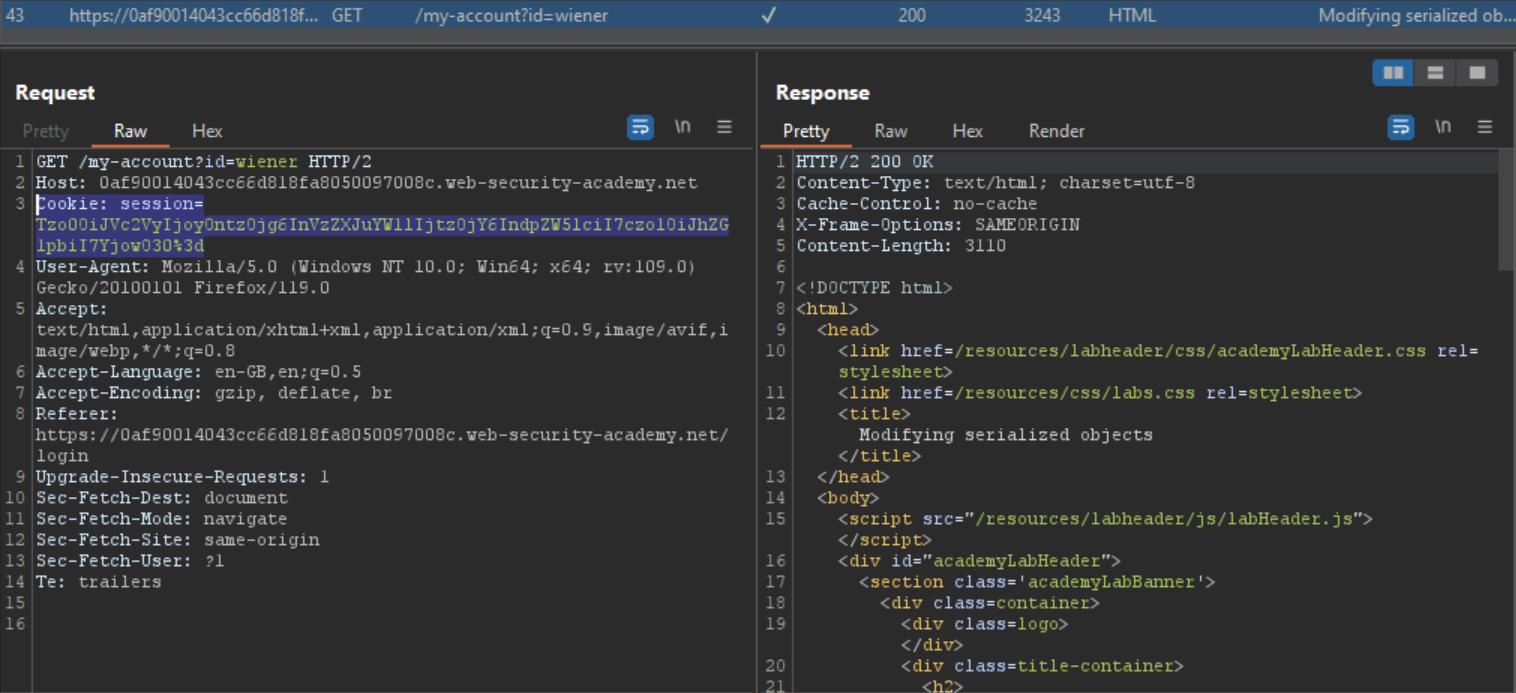 43 https://0af90014043cc66d818f... GET /my-account?id=wiener ✓ 200 3243 HTML Modifying serialized ob...
Request
Pretty Raw Hex \n
1 GET /my-account?id=wiener HTTP/2
2 Host: 0af90014043cc66d818fa8050097008c.web-security-academy.net
3 Cookie: session=
Tzo0OiJVc2VyIjoyOntzOjg6InVzZXJuYW1lIjtzOjY6IndpZW5lciI7czo1OiJhZG
1pbiI7YjowO30%3d
4 User-Agent: Mozilla/5.0 (Windows NT 10.0; Win64; x64; rv:109.0)
Gecko/20100101 Firefox/119.0
5 Accept:
text/html,application/xhtml+xml,application/xml;q=0.9,image/avif,i
mage/webp,*/*;q=0.8
6 Accept-Language: en-GB,en;q=0.5
7 Accept-Encoding: gzip, deflate, br
8 Referer:
https://0af90014043cc66d818fa8050097008c.web-security-academy.net/
login
9 Upgrade-Insecure-Requests: 1
10 Sec-Fetch-Dest: document
11 Sec-Fetch-Mode: navigate
12 Sec-Fetch-Site: same-origin
13 Sec-Fetch-User: ?1
14 Te: trailers
15
16
Response
Pretty Raw Hex Render \n
1 HTTP/2 200 OK
2 Content-Type: text/html; charset=utf-8
3 Cache-Control: no-cache
4 X-Frame-Options: SAMEORIGIN
5 Content-Length: 3110
6
7 <!DOCTYPE html>
8 <html>
9 <head>
10 <link href=/resources/labheader/css/academyLabHeader.css rel=
stylesheet>
11 <link href=/resources/css/labs.css rel=stylesheet>
12 <title>
Modifying serialized objects
</title>
13 </head>
14 <body>
15 <script src="/resources/labheader/js/labHeader.js">
</script>
16 <div id="academyLabHeader">
17 <section class='academyLabBanner'>
18 <div class=container>
19 <div class=logo>
</div>
20 <div class=title-container>
21 <h2>